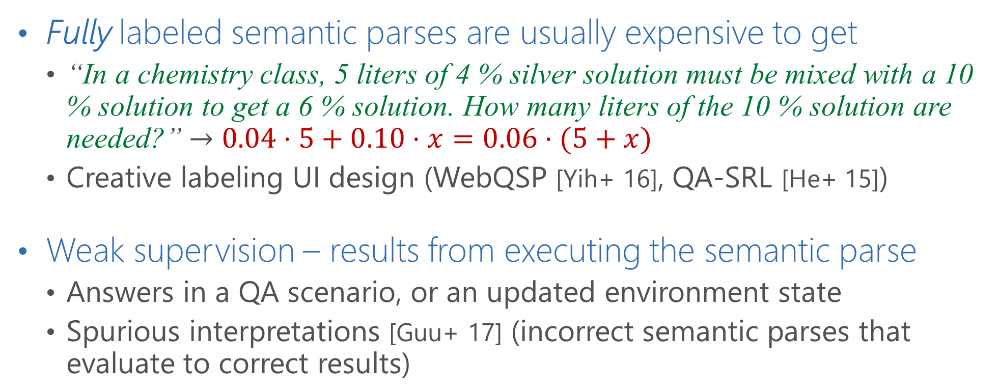 • Fully labeled semantic parses are usually expensive to get
• “In a chemistry class, 5 liters of 4 % silver solution must be mixed with a 10
% solution to get a 6 % solution. How many liters of the 10 % solution are
needed?” → 0.04 · 5 + 0.10 · x = 0.06 · (5 + x)
• Creative labeling UI design (WebQSP [Yih+ 16], QA-SRL [He+ 15])
• Weak supervision – results from executing the semantic parse
• Answers in a QA scenario, or an updated environment state
• Spurious interpretations [Guu+ 17] (incorrect semantic parses that
evaluate to correct results)